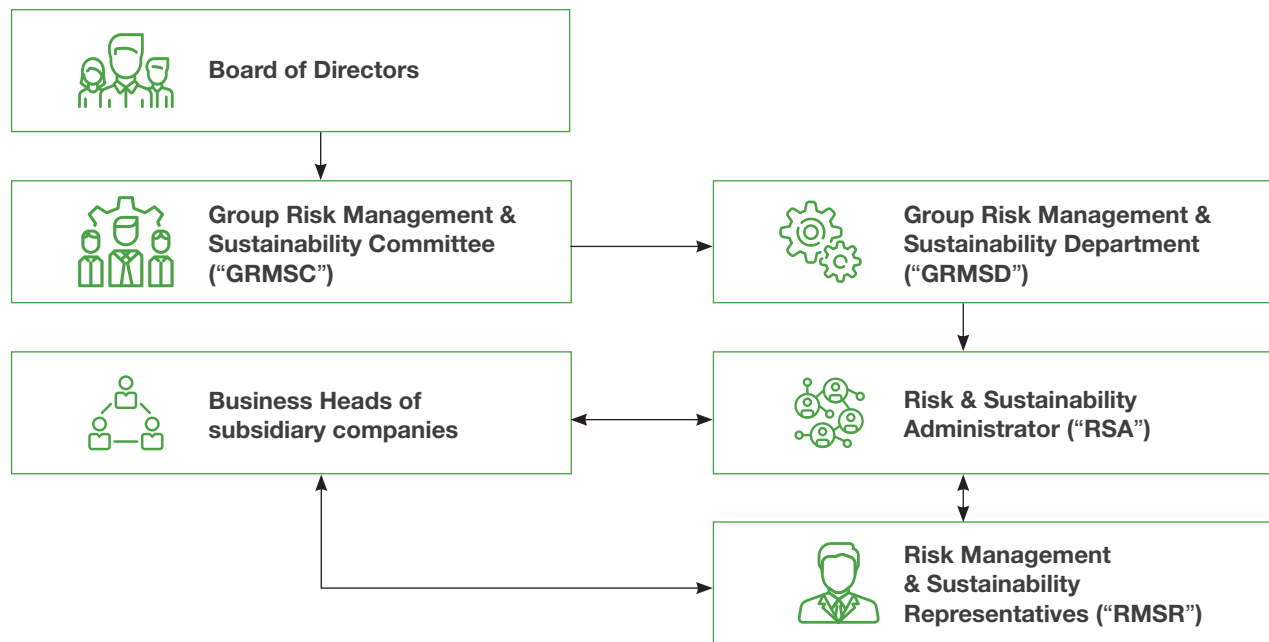 Board of Directors
Group Risk Management &
Sustainability Committee
(“GRMSC”)
Group Risk Management &
Sustainability Department
(“GRMSD”)
Business Heads of
subsidiary companies
Risk & Sustainability
Administrator (“RSA”)
Risk Management
& Sustainability
Representatives (“RMSR”)